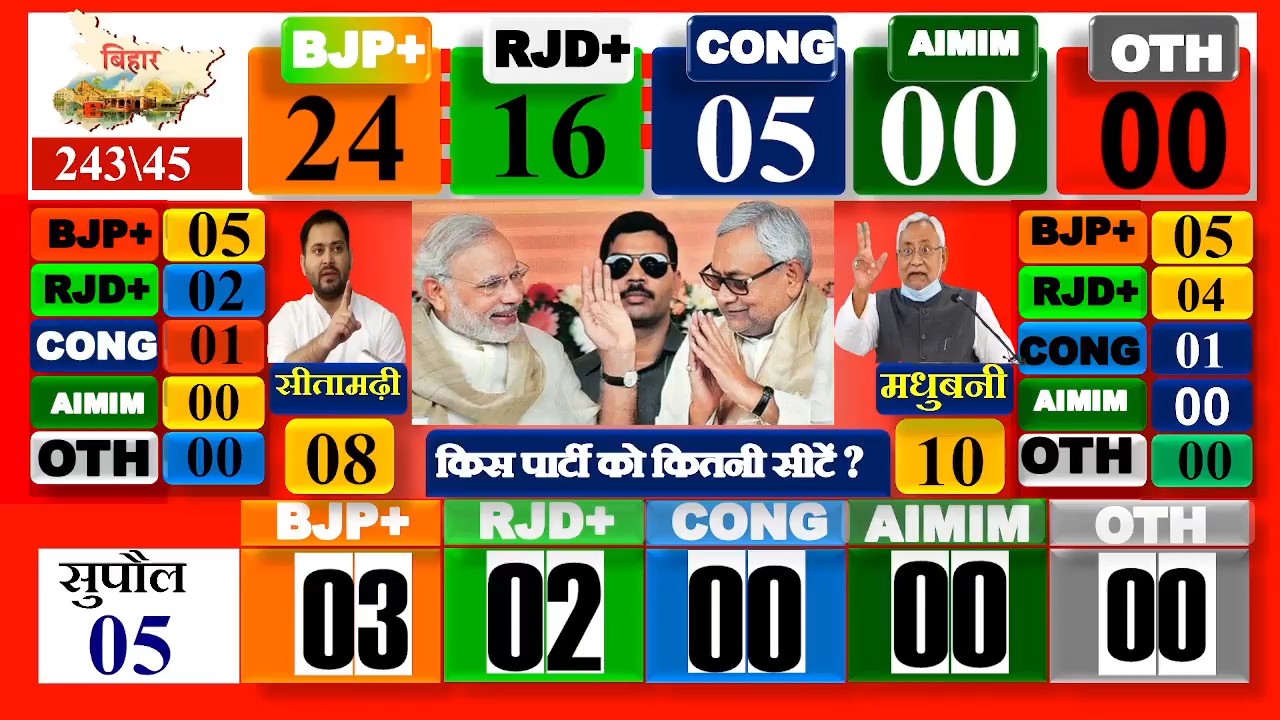 बिहार
243\45
BJP+
24
RJD+
16
CONG
05
AIMIM
00
OTH
00
BJP+ 05
RJD+ 02
CONG 01
AIMIM 00
OTH 00
सीतामढ़ी
08
किस पार्टी को कितनी सीटें ?
मधुबनी
10
BJP+ 05
RJD+ 04
CONG 01
AIMIM 00
OTH 00
BJP+ RJD+ CONG AIMIM OTH
सुपौल
05
03 02 00 00 00